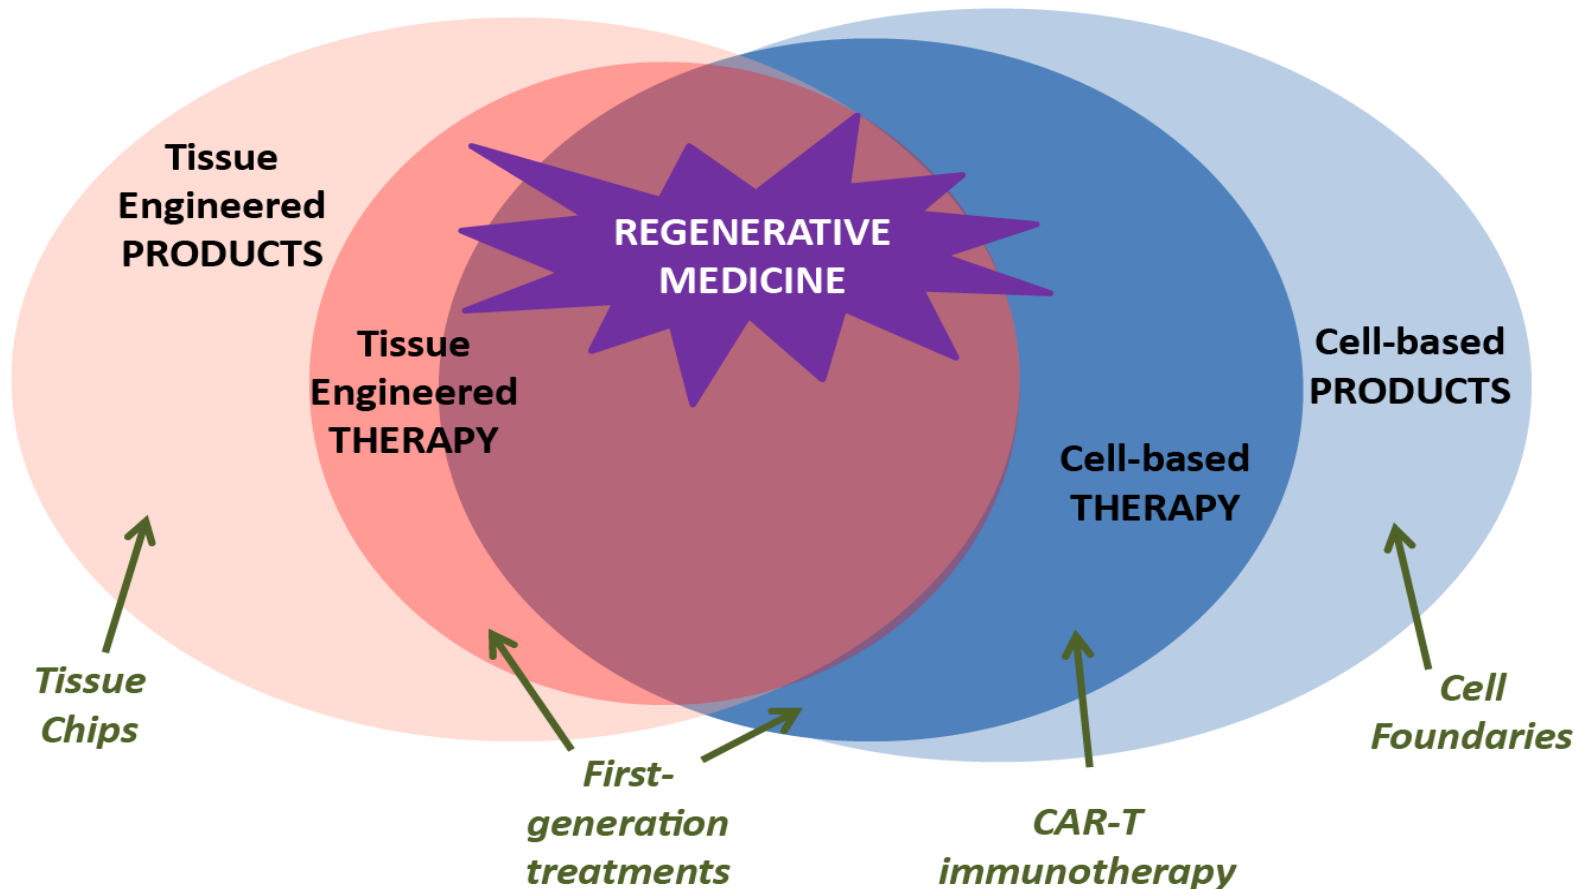 Tissue
Engineered
PRODUCTS
REGENERATIVE
MEDICINE
Tissue
Engineered
THERAPY
Cell-based
PRODUCTS
Cell-based
THERAPY
Tissue
Chips
First-
generation
treatments
CAR-T
immunotherapy
Cell
Foundaries